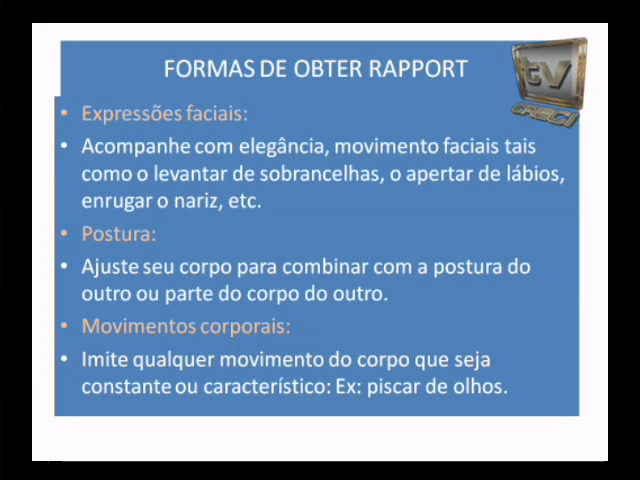 FORMAS DE OBTER RAPPORT
tv
CRECI
• Expressões faciais:
• Acompanhe com elegância, movimento faciais tais
como o levantar de sobrancelhas, o apertar de lábios,
enrugar o nariz, etc.
• Postura:
• Ajuste seu corpo para combinar com a postura do
outro ou parte do corpo do outro.
• Movimentos corporais:
• Imite qualquer movimento do corpo que seja
constante ou característico: Ex: piscar de olhos.